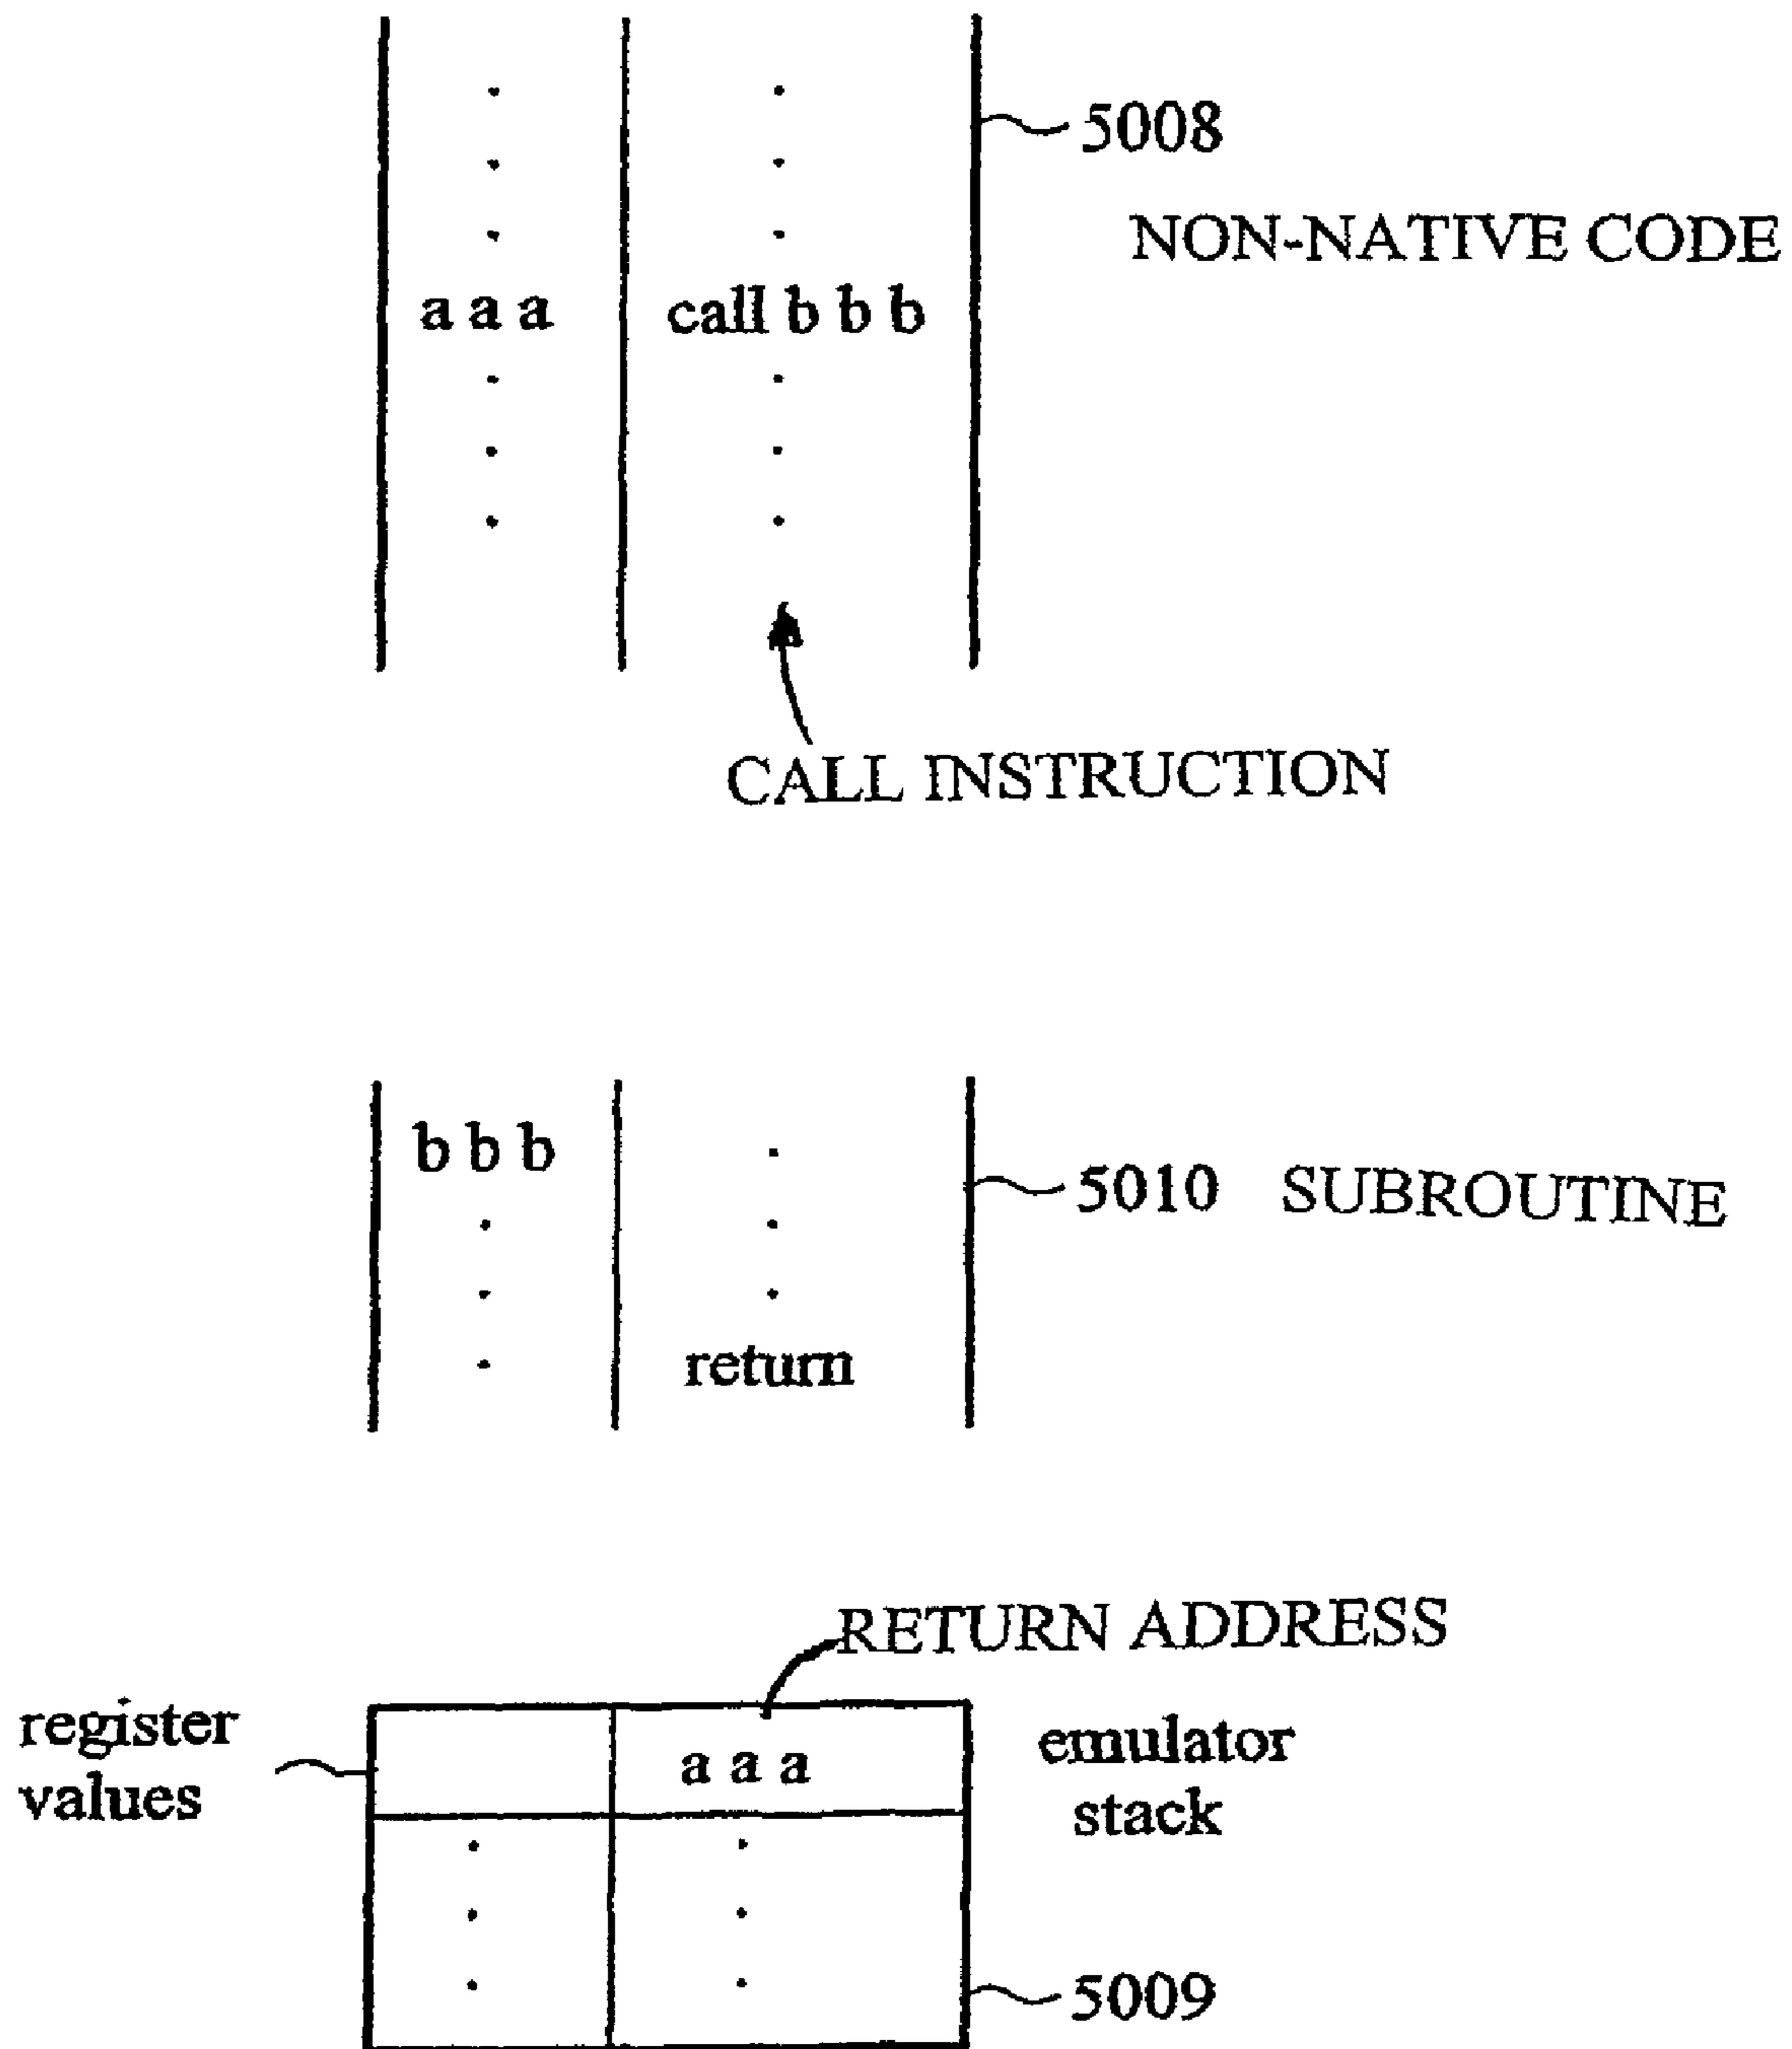 5008
NON-NATIVE CODE
a a a call b b b
CALL INSTRUCTION
b b b
5010 SUBROUTINE
return
RETURN ADDRESS
register
values
a a a
emulator
stack
5009